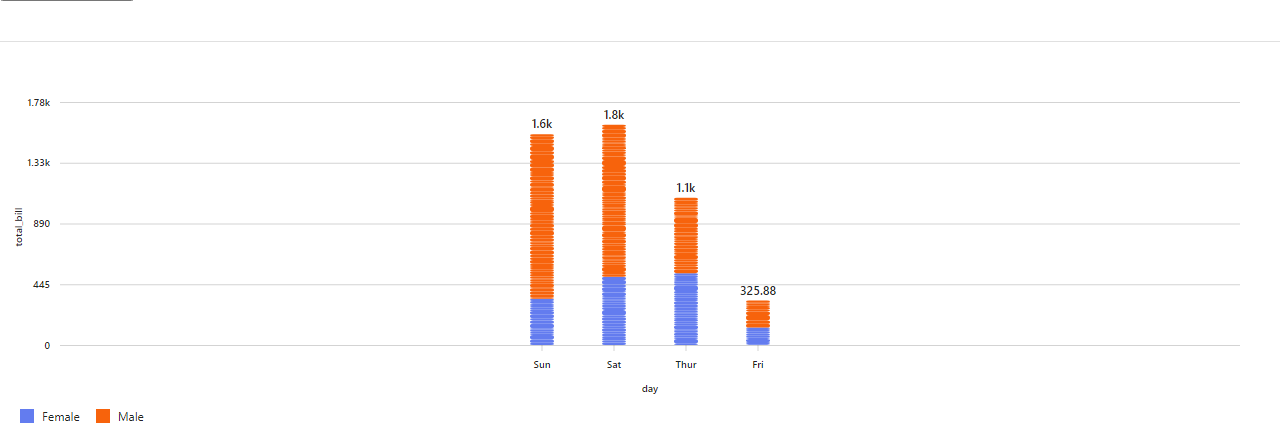 1.78k
1.33k
890
445
0
total_bill
1.6k
1.8k
1.1k
325.88
Sun Sat Thur Fri
day
Female Male